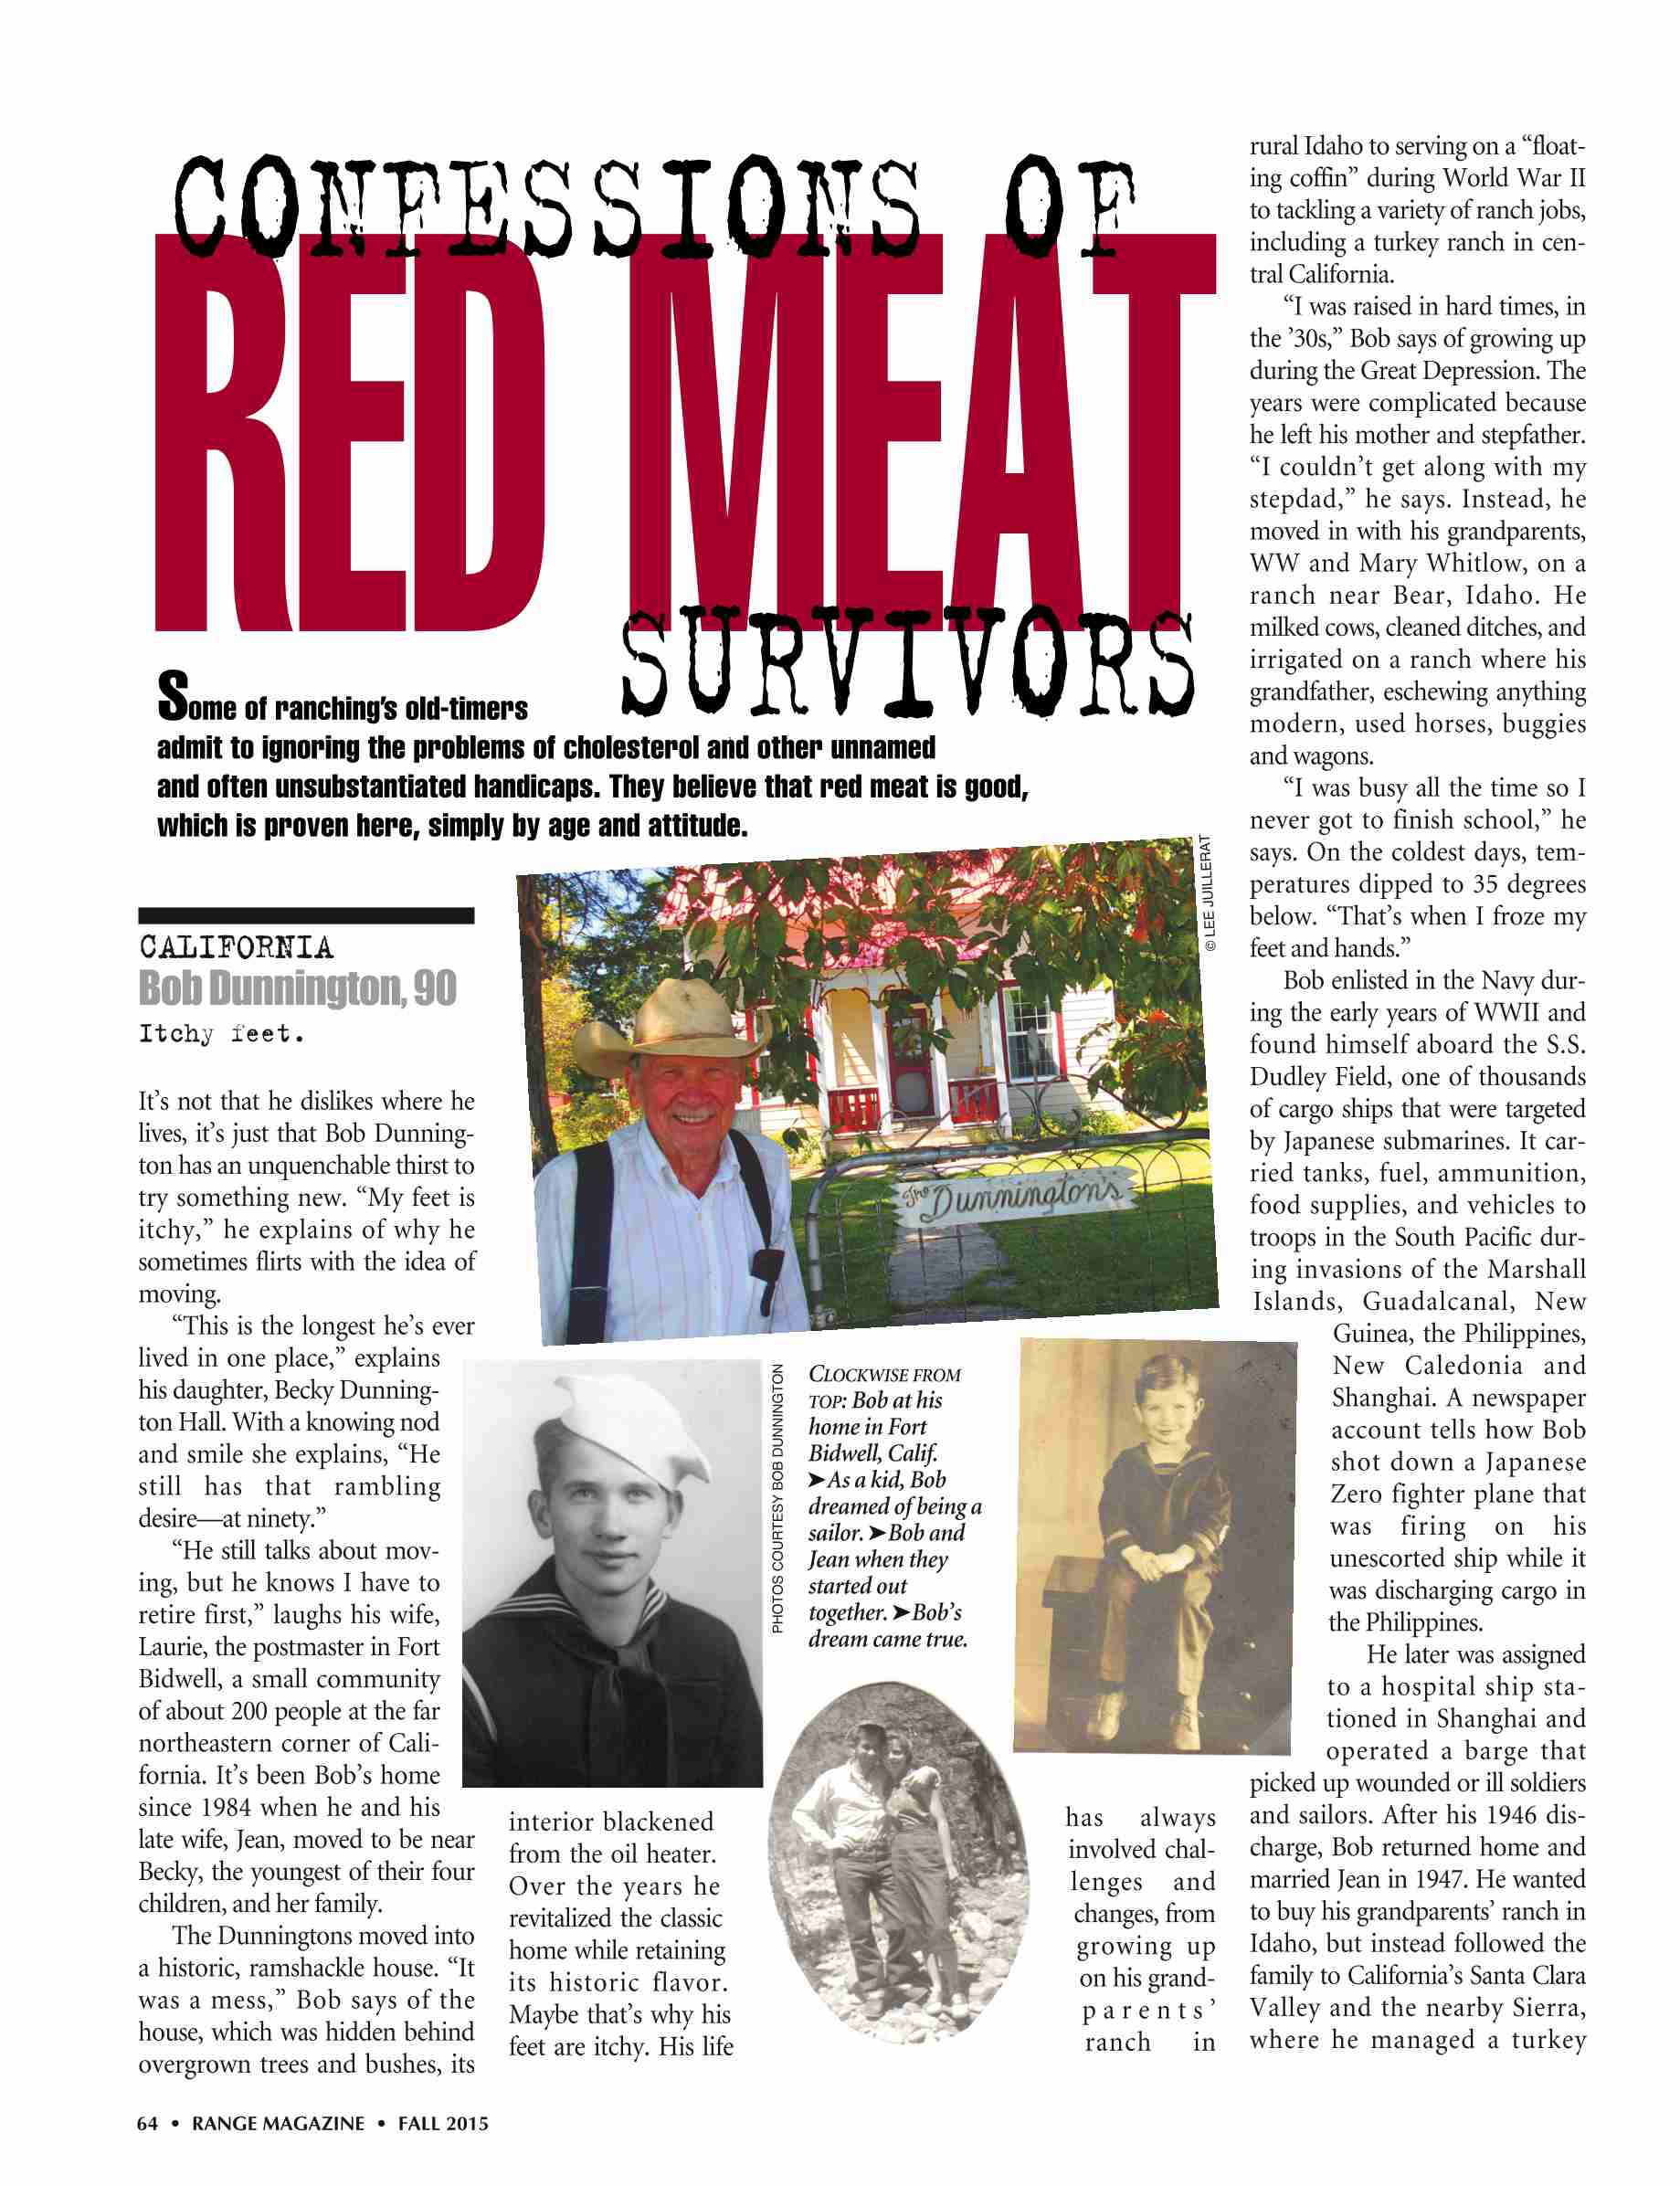 CONFESSIONS OF
RED MEAT
SURVIVORS
Some of ranching's old-timers
admit to ignoring the problems of cholesterol and other unnamed
and often unsubstantiated handicaps. They believe that red meat is good,
which is proven here, simply by age and attitude.
CALIFORNIA
Bob Dunnington, 90
Itchy feet.
It's not that he dislikes where he
lives, it's just that Bob Dunning-
ton has an unquenchable thirst to
try something new. “My feet is
itchy,” he explains of why he
sometimes flirts with the idea of
moving.
“This is the longest he's ever
lived in one place,” explains
his daughter, Becky Dunning-
ton Hall. With a knowing nod
and smile she explains, “He
still has that rambling
desire—at ninety.”
“He still talks about mov-
ing, but he knows I have to
retire first,” laughs his wife,
Laurie, the postmaster in Fort
Bidwell, a small community
of about 200 people at the far
northeastern corner of Cali-
fornia. It's been Bob's home
since 1984 when he and his
late wife, Jean, moved to be near
Becky, the youngest of their four
children, and her family.
The Dunningtons moved into
a historic, ramshackle house. “It
was a mess,” Bob says of the
house, which was hidden behind
overgrown trees and bushes, its
interior blackened
from the oil heater.
Over the years he
revitalized the classic
home while retaining
its historic flavor.
Maybe that's why his
feet are itchy. His life
has always
involved chal-
lenges and
changes, from
growing up
on his grand-
parents'
ranch in
rural Idaho to serving on a “float-
ing coffin” during World War II
to tackling a variety of ranch jobs,
including a turkey ranch in cen-
tral California.
“I was raised in hard times, in
the ’30s,” Bob says of growing up
during the Great Depression. The
years were complicated because
he left his mother and stepfather.
“I couldn't get along with my
stepdad,” he says. Instead, he
moved in with his grandparents,
WW and Mary Whitlow, on a
ranch near Bear, Idaho. He
milked cows, cleaned ditches, and
irrigated on a ranch where his
grandfather, eschewing anything
modern, used horses, buggies
and wagons.
“I was busy all the time so I
never got to finish school,” he
says. On the coldest days, tem-
peratures dipped to 35 degrees
below. “That's when I froze my
feet and hands.”
Bob enlisted in the Navy dur-
ing the early years of WWII and
found himself aboard the S.S.
Dudley Field, one of thousands
of cargo ships that were targeted
by Japanese submarines. It car-
ried tanks, fuel, ammunition,
food supplies, and vehicles to
troops in the South Pacific dur-
ing invasions of the Marshall
Islands, Guadalcanal, New
Guinea, the Philippines,
New Caledonia and
Shanghai. A newspaper
account tells how Bob
shot down a Japanese
Zero fighter plane that
was firing on his
unescorted ship while it
was discharging cargo in
the Philippines.
He later was assigned
to a hospital ship sta-
tioned in Shanghai and
operated a barge that
picked up wounded or ill soldiers
and sailors. After his 1946 dis-
charge, Bob returned home and
married Jean in 1947. He wanted
to buy his grandparents' ranch in
Idaho, but instead followed the
family to California's Santa Clara
Valley and the nearby Sierra,
where he managed a turkey
© LEE JUILLERAT
The Dunnington's
PHOTOS COURTESY BOB DUNNINGTON
CLOCKWISE FROM
TOP: Bob at his
home in Fort
Bidwell, Calif.
➤As a kid, Bob
dreamed of being a
sailor. ➤Bob and
Jean when they
started out
together. ➤Bob's
dream came true.
64 • RANGE MAGAZINE • FALL 2015